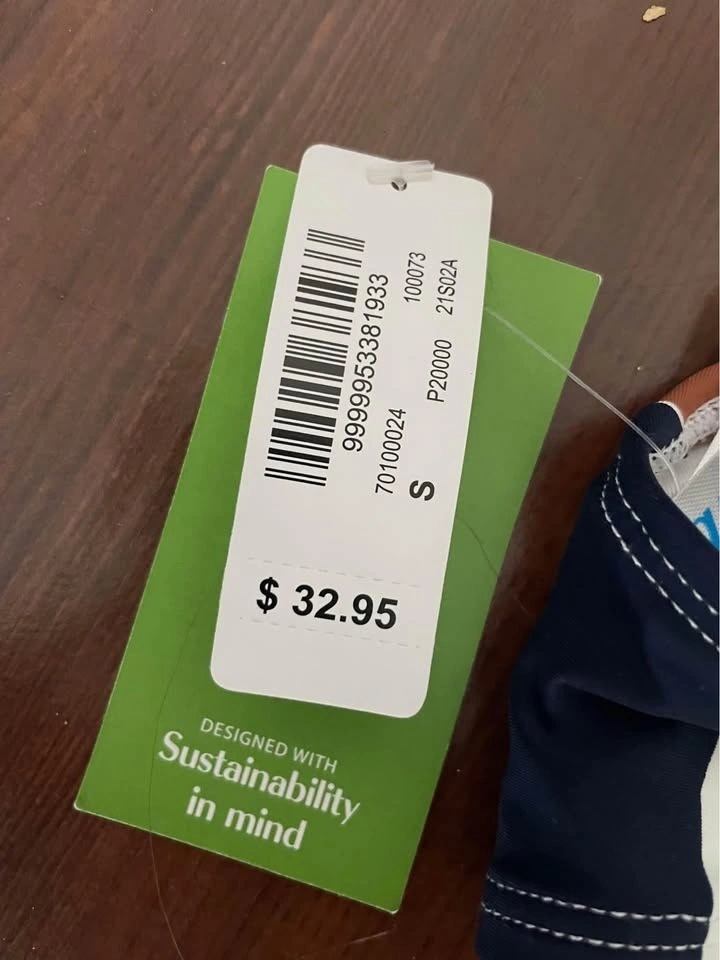 9999953381933
70100024 100073
S P20000 21S02A
$ 32.95
DESIGNED WITH
Sustainability
in mind